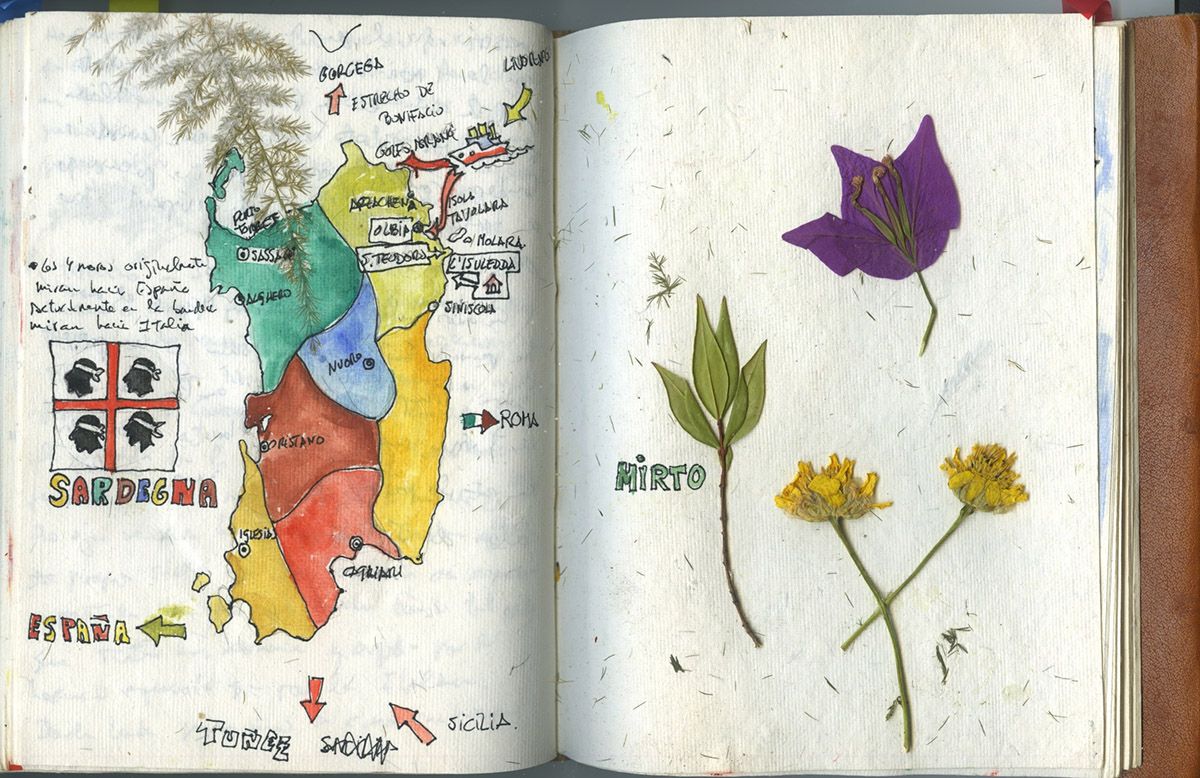 CORCEGA
LIVORNO
ESTRECHO DE
BONIFACIO
PORTO
TORRES
ARZACHENA
ISOLA
TAVOLARA
OLBIA
MOLARA.
SASSARI
S. TEODORO
L'ISULEDDA
• Los 4 moros originalmente
miran hacia España
actualmente en la bandera
miran hacia Italia
ALGHERO
SINISCOLA
NUORO
ROMA
ORISTANO
SARDEGNA
IGLESIAS
CAGLIARI
ESPAÑA
TUNEZ
SICILIA.
MIRTO